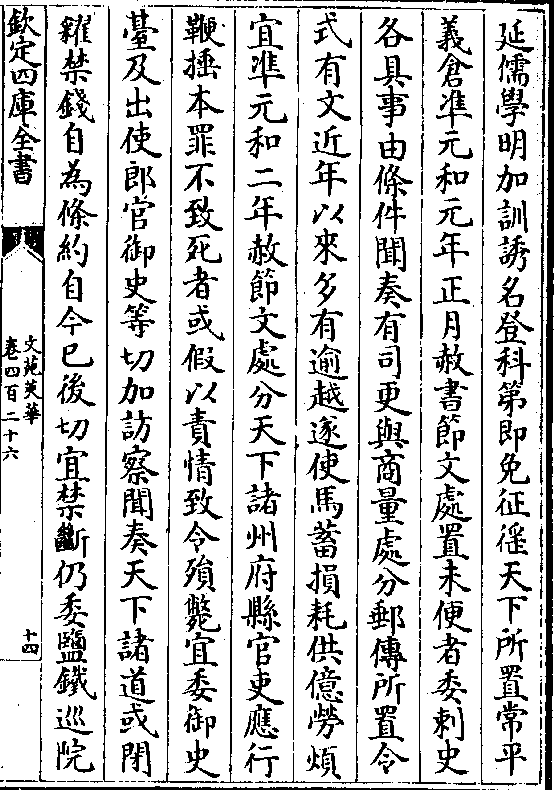 延儒學明加訓誘名登科第即免征徭天下所置常平
義倉準元和元年正月赦書節文處置未便者委刺史
各具事由條件聞奏有司更與商量處分郵傳所置令
式有文近年以來多有逾越遂使馬蓄損耗供億勞煩
宜準元和二年赦節文處分天下諸州府縣官吏應行
鞭捶本罪不致死者或假以責情致令殞斃宜委御史
臺及出使郎官御史等切加訪察聞奏天下諸道或閉
糴禁錢自為條約自今已後切宜禁斷仍委鹽鐵巡院
欽定四庫全書
文苑英華
卷四百二十六
十四